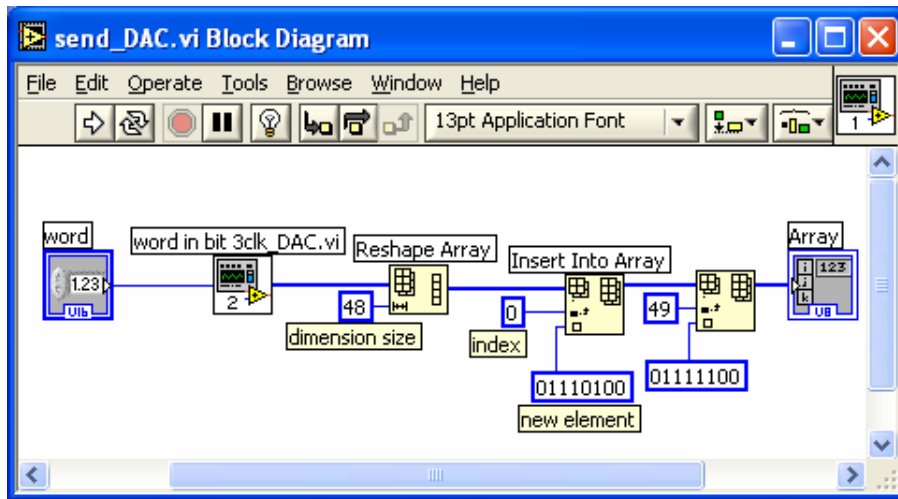 send_DAC.vi Block Diagram
File Edit Operate Tools Browse Window Help
13pt Application Font
1
word
word in bit 3clk_DAC.vi
Reshape Array
Insert Into Array
Array
1.23
U16
2
48
dimension size
0
index
49
i
j
k
123
U8
01110100
01111100
new element